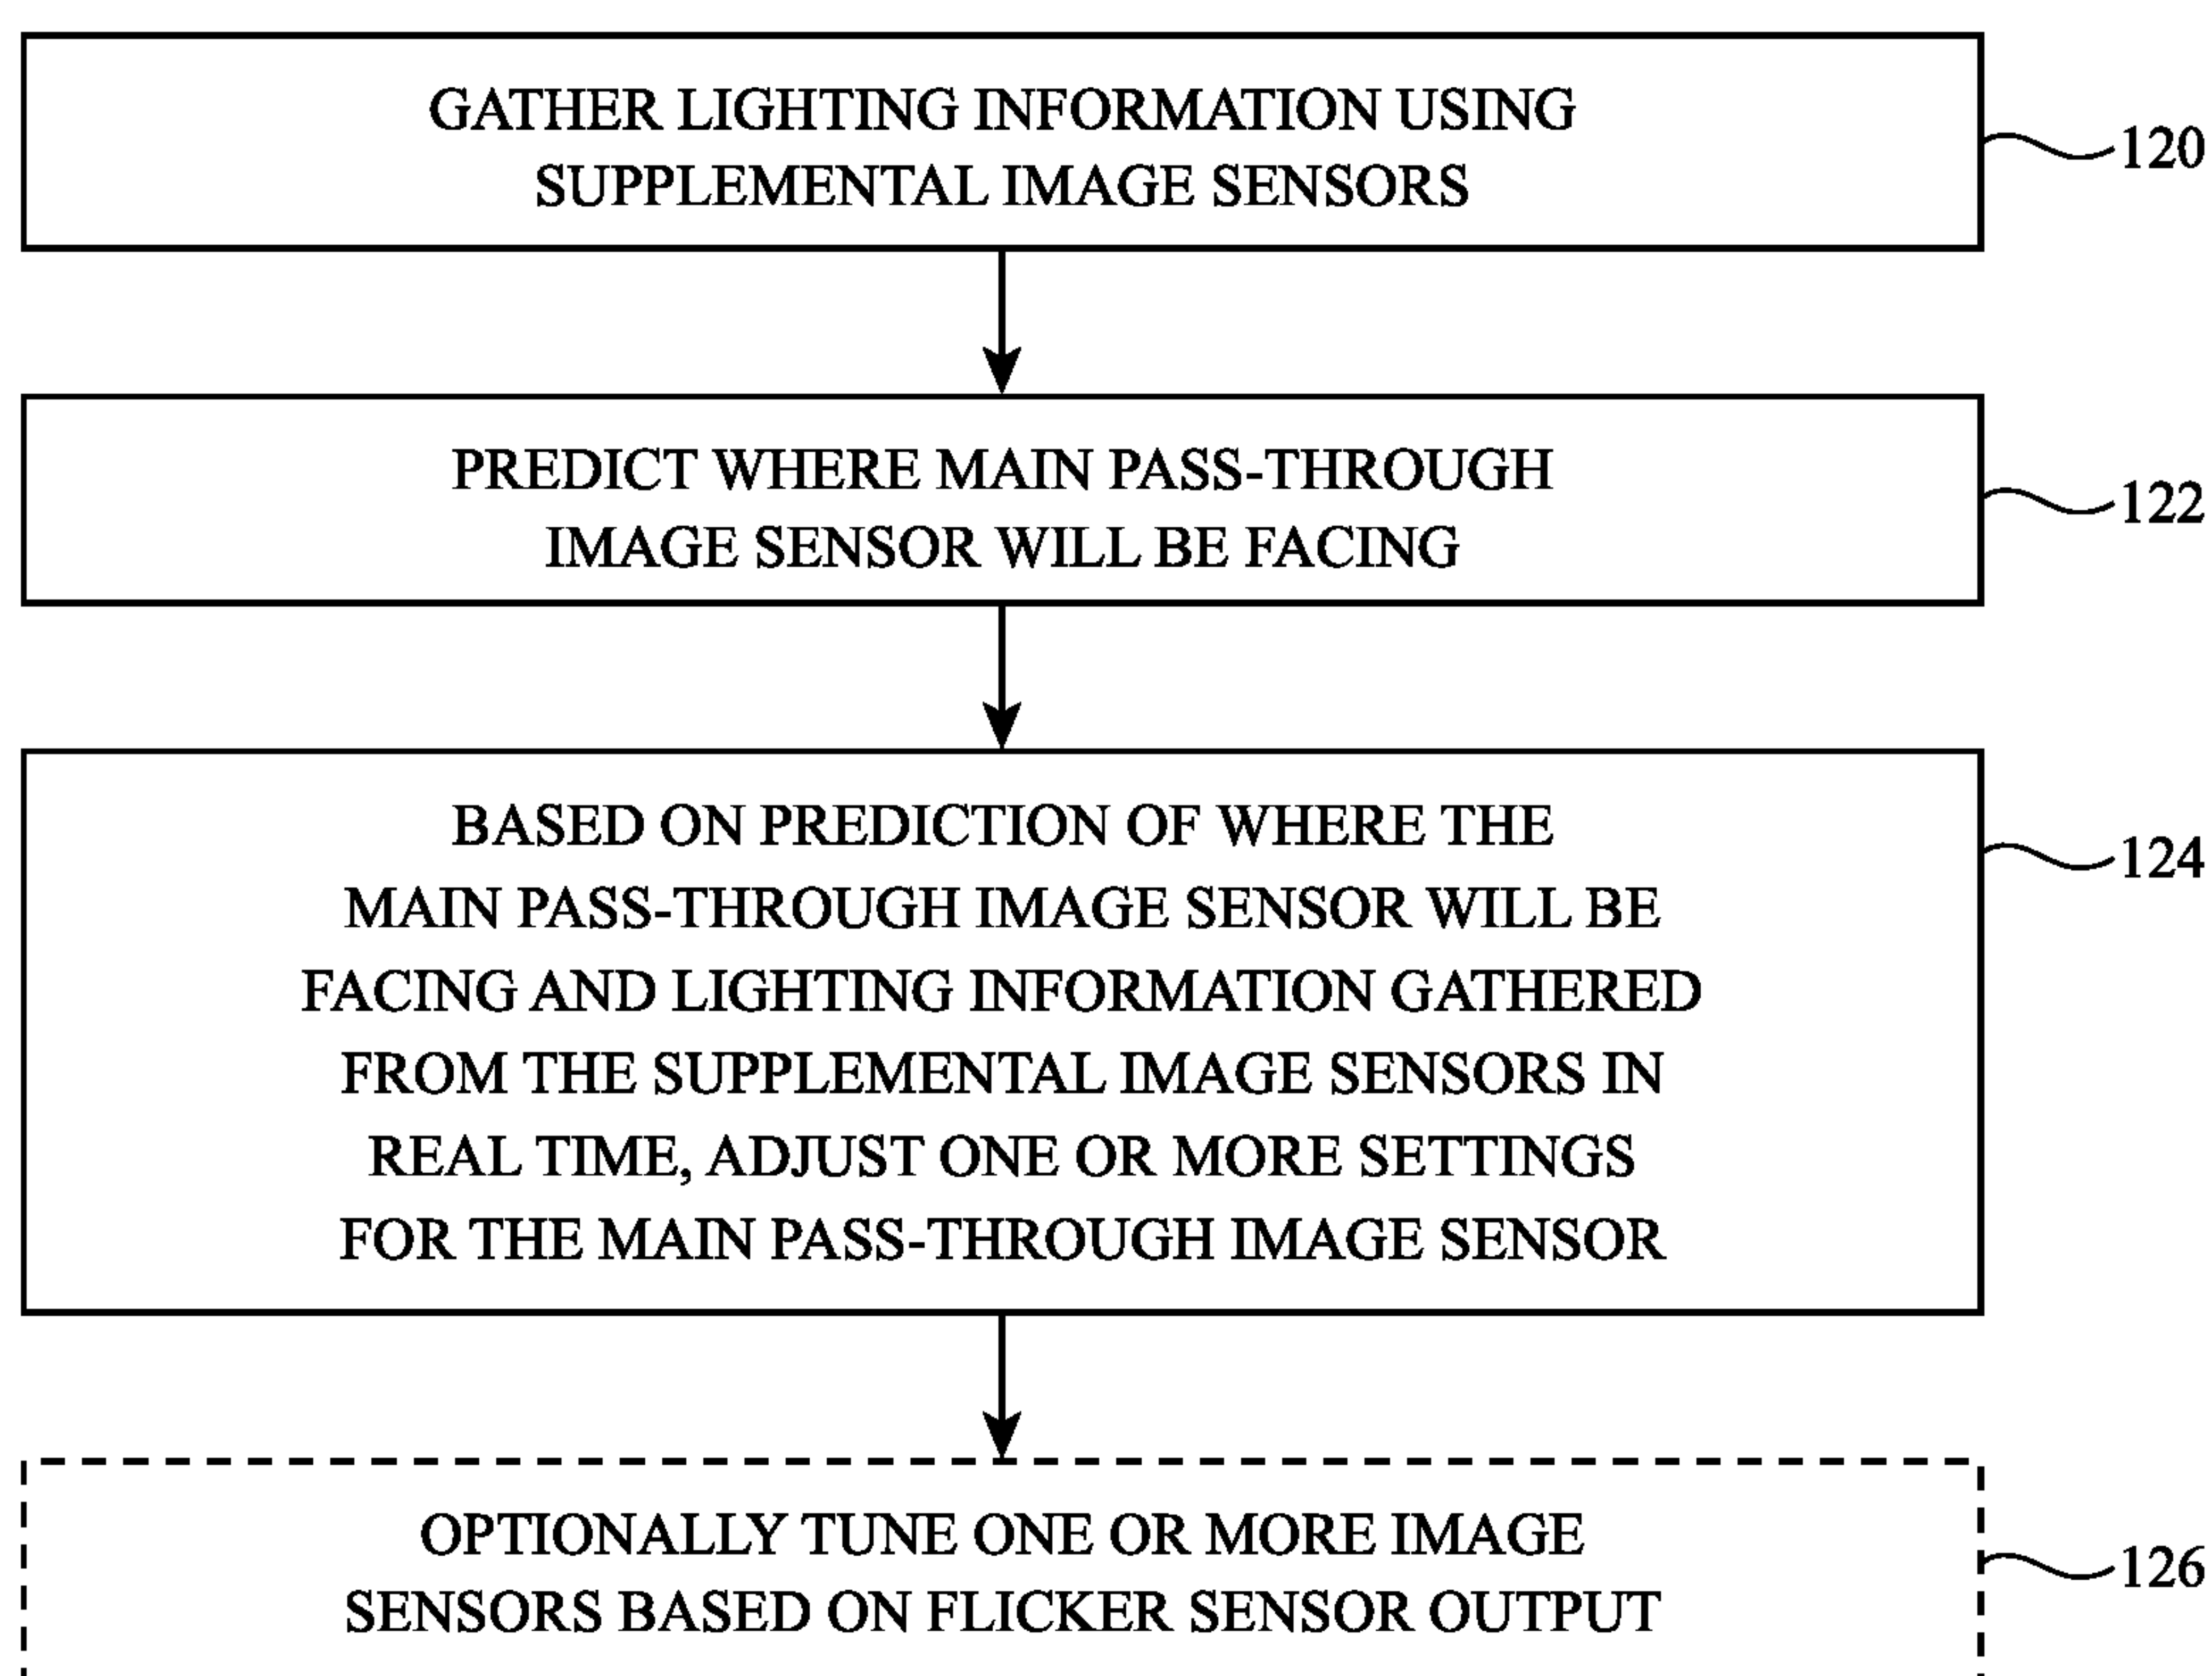 GATHER LIGHTING INFORMATION USING
SUPPLEMENTAL IMAGE SENSORS
120
PREDICT WHERE MAIN PASS-THROUGH
IMAGE SENSOR WILL BE FACING
122
BASED ON PREDICTION OF WHERE THE
MAIN PASS-THROUGH IMAGE SENSOR WILL BE
FACING AND LIGHTING INFORMATION GATHERED
FROM THE SUPPLEMENTAL IMAGE SENSORS IN
REAL TIME, ADJUST ONE OR MORE SETTINGS
FOR THE MAIN PASS-THROUGH IMAGE SENSOR
124
OPTIONALLY TUNE ONE OR MORE IMAGE
SENSORS BASED ON FLICKER SENSOR OUTPUT
126